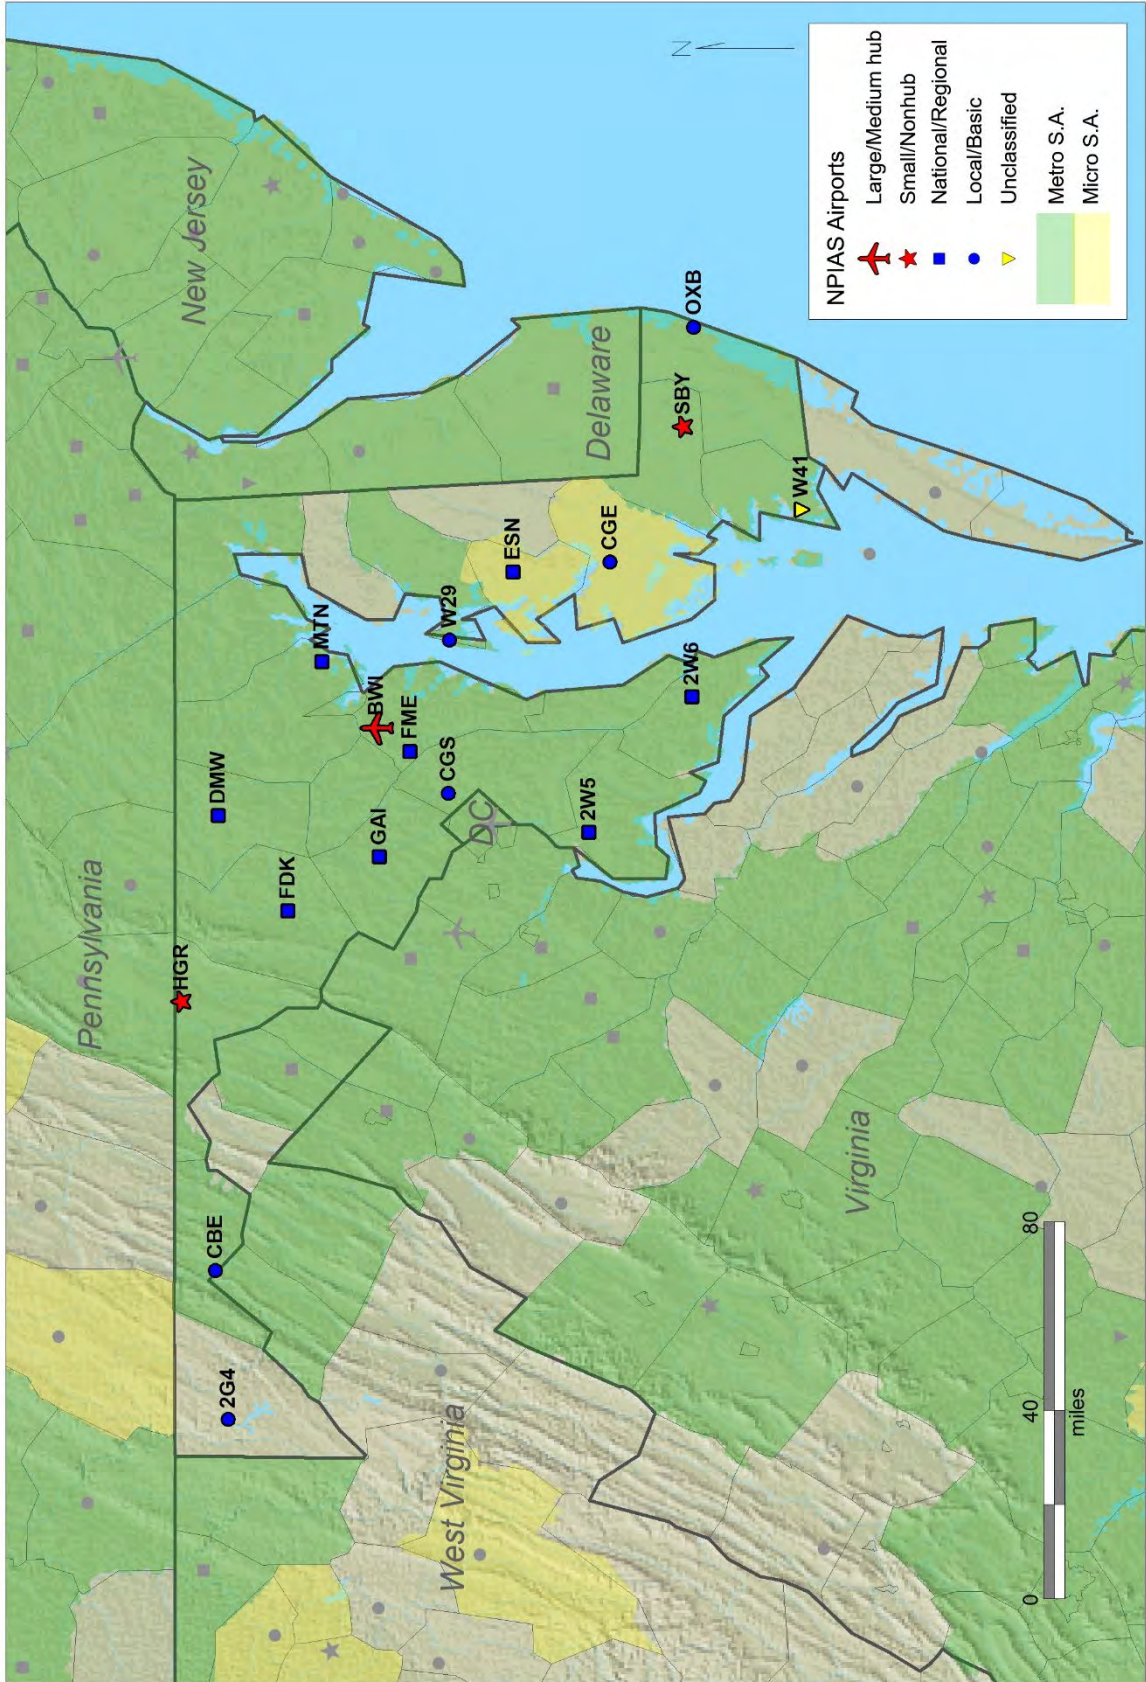 Pennsylvania
New Jersey
HGR
2G4
CBE
DMW
FDK
MTN
GAI
BWI
FME
CGS
W29
DC
ESN
2W5
CGE
Delaware
West Virginia
2W6
SBY
OXB
W41
Virginia
N
NPIAS Airports
Large/Medium hub
Small/Nonhub
National/Regional
Local/Basic
Unclassified
Metro S.A.
Micro S.A.
0 40 80
miles